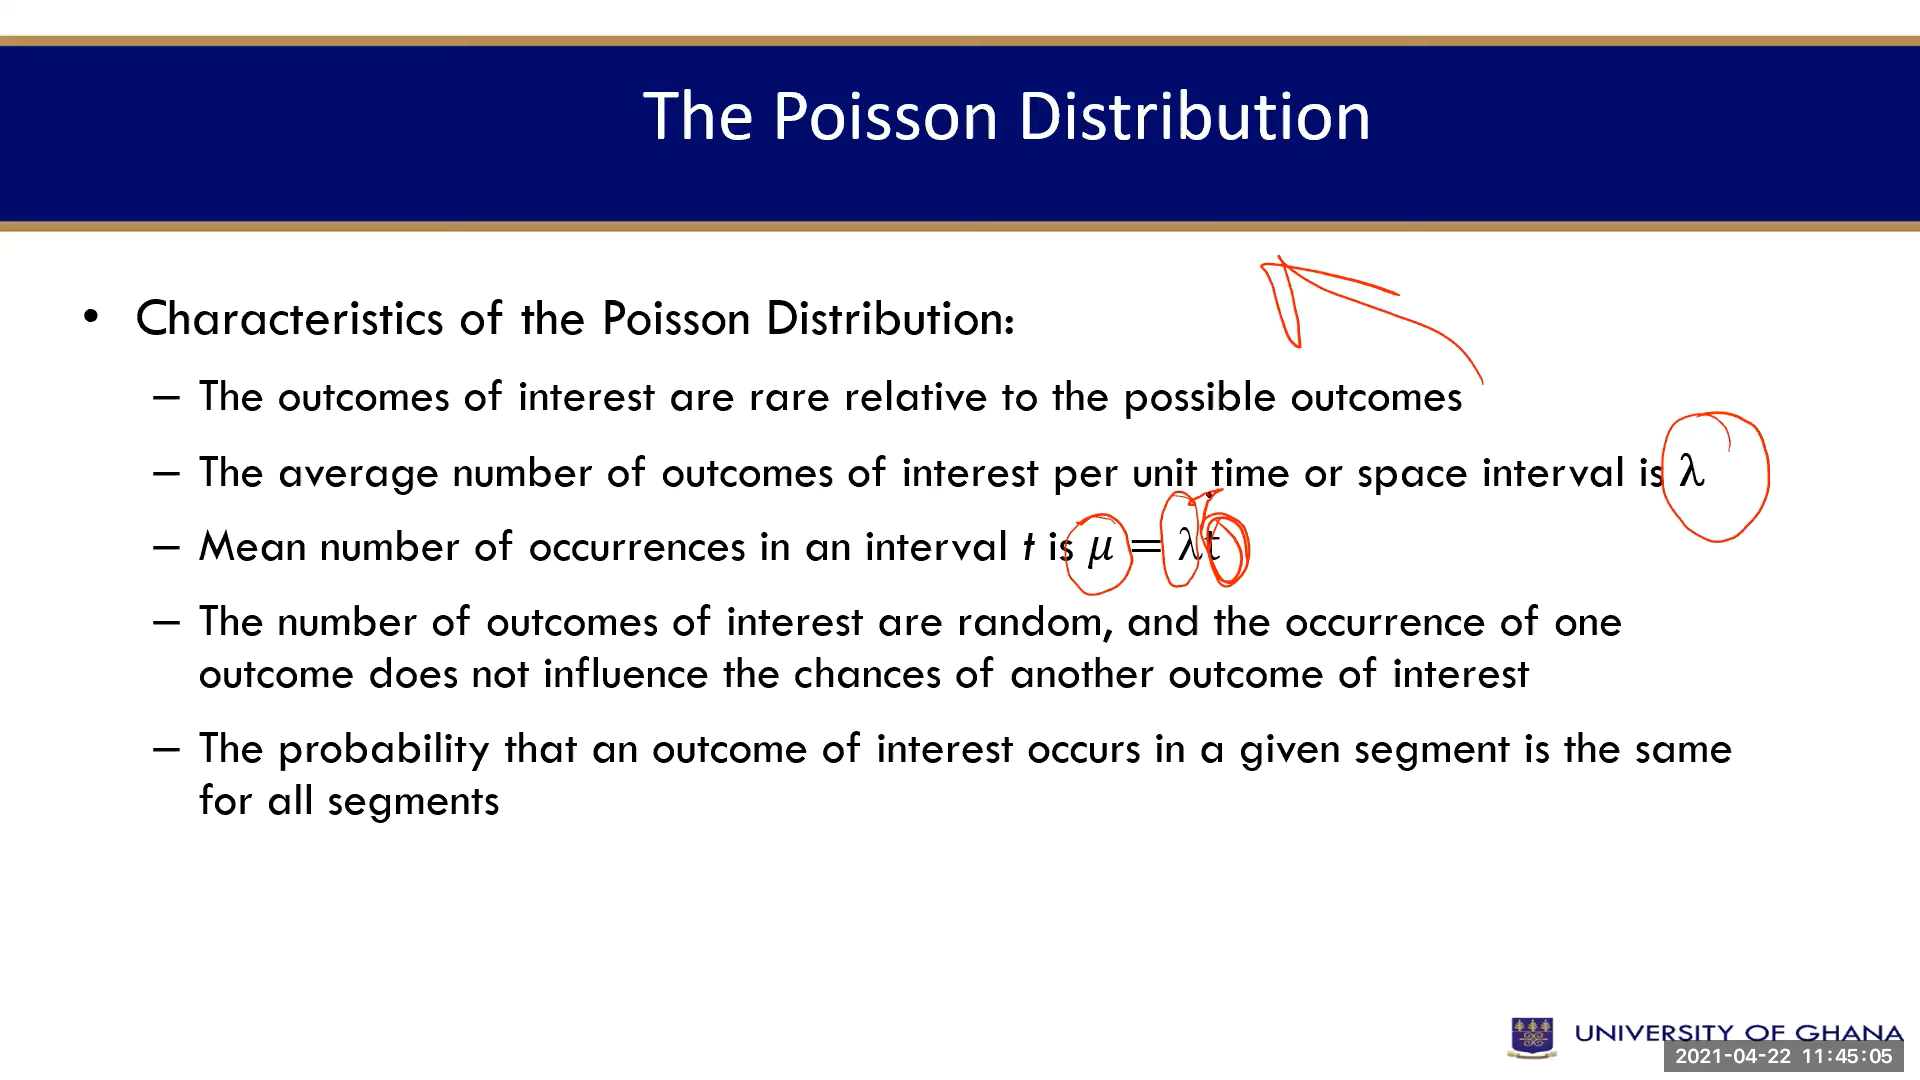 The Poisson Distribution
• Characteristics of the Poisson Distribution:
– The outcomes of interest are rare relative to the possible outcomes
– The average number of outcomes of interest per unit time or space interval is λ
– Mean number of occurrences in an interval t is μ = λt
– The number of outcomes of interest are random, and the occurrence of one
outcome does not influence the chances of another outcome of interest
– The probability that an outcome of interest occurs in a given segment is the same
for all segments
UNIVERSITY OF GHANA
2021-04-22 11:45:05